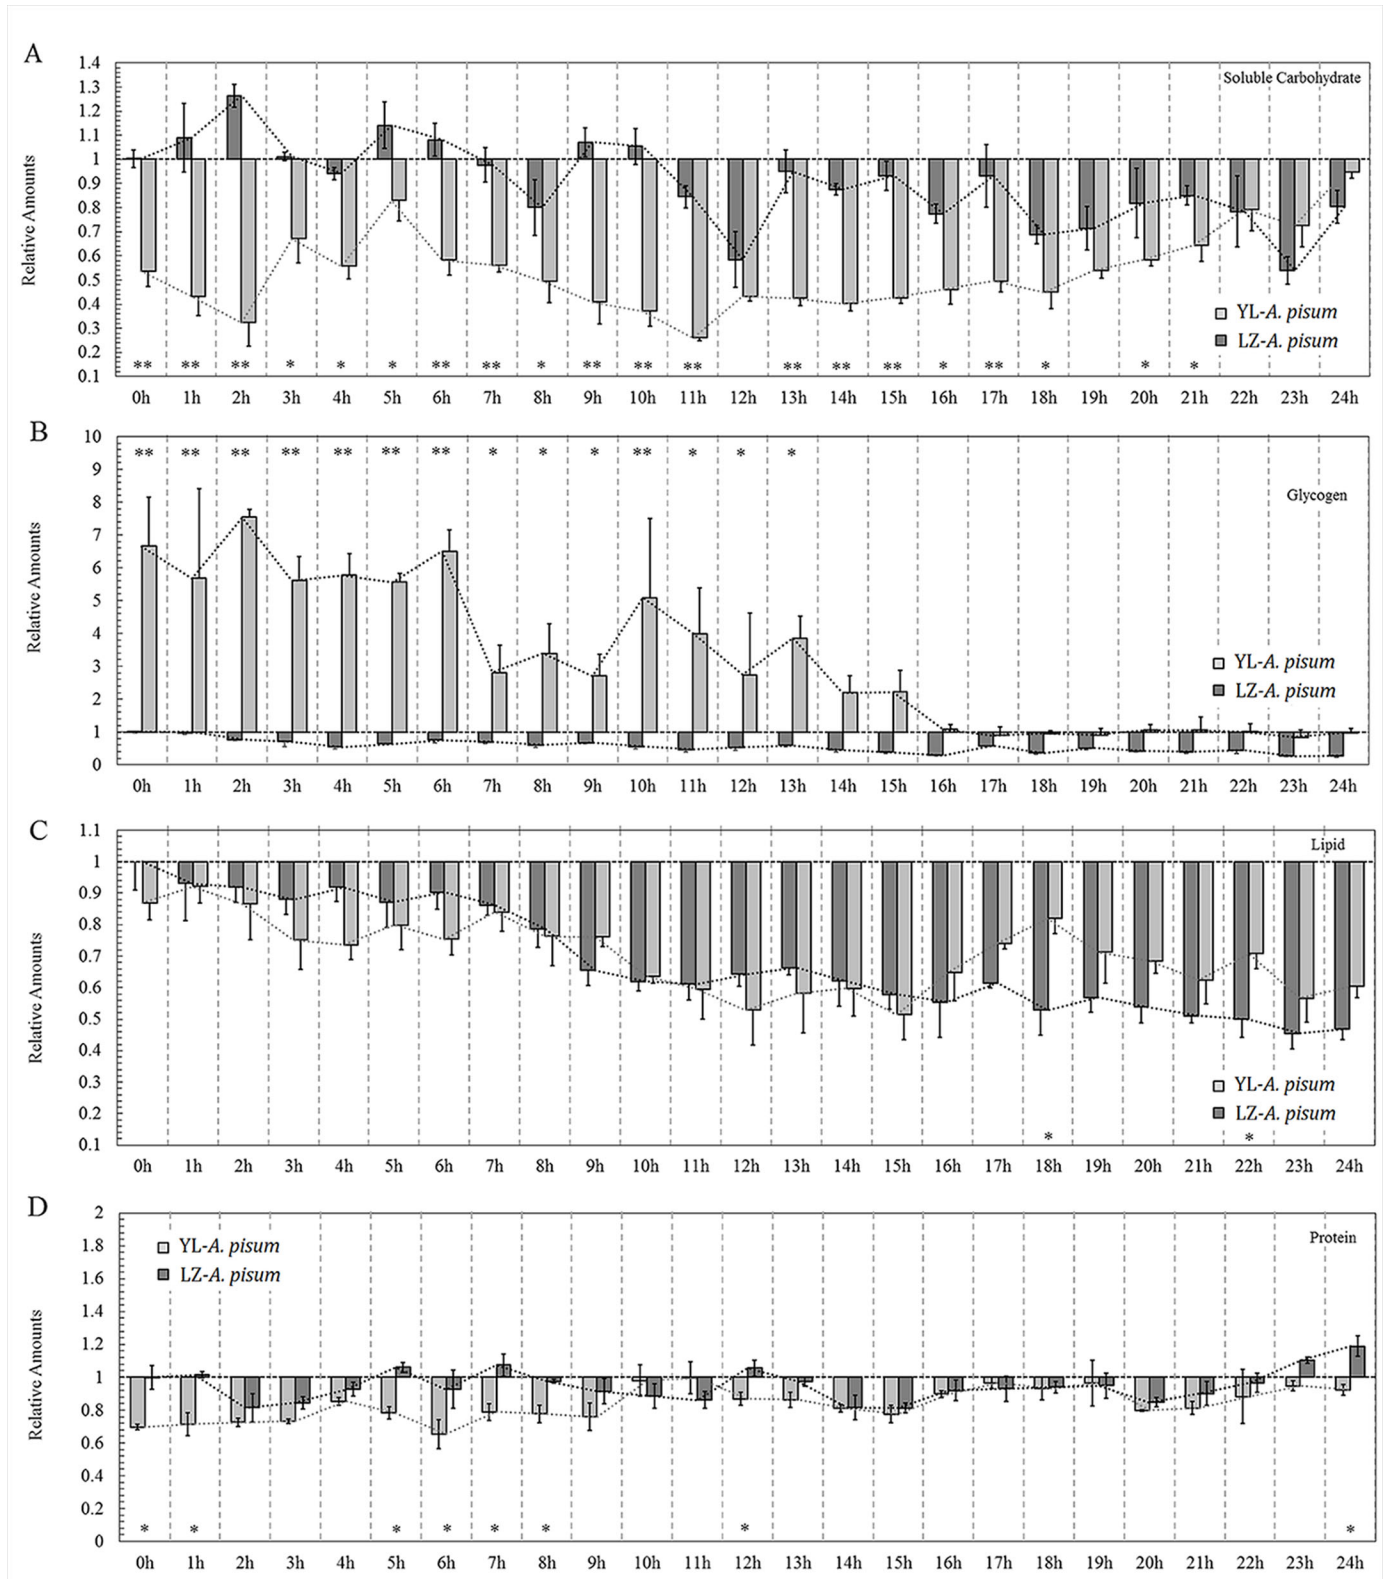 A
Soluble Carbohydrate
Relative Amounts
1.4
1.3
1.2
1.1
1
0.9
0.8
0.7
0.6
0.5
0.4
0.3
0.2
0.1
YL-A. pisum
LZ-A. pisum
** ** ** * * * ** ** * ** ** ** ** ** ** * ** * * *
0h 1h 2h 3h 4h 5h 6h 7h 8h 9h 10h 11h 12h 13h 14h 15h 16h 17h 18h 19h 20h 21h 22h 23h 24h
B
Glycogen
Relative Amounts
10
9
8
7
6
5
4
3
2
1
0
** ** ** ** ** ** ** * * * ** * * *
YL-A. pisum
LZ-A. pisum
0h 1h 2h 3h 4h 5h 6h 7h 8h 9h 10h 11h 12h 13h 14h 15h 16h 17h 18h 19h 20h 21h 22h 23h 24h
C
Lipid
Relative Amounts
1.1
1
0.9
0.8
0.7
0.6
0.5
0.4
0.3
0.2
0.1
YL-A. pisum
LZ-A. pisum
* *
0h 1h 2h 3h 4h 5h 6h 7h 8h 9h 10h 11h 12h 13h 14h 15h 16h 17h 18h 19h 20h 21h 22h 23h 24h
D
Protein
Relative Amounts
2
1.8
1.6
1.4
1.2
1
0.8
0.6
0.4
0.2
0
YL-A. pisum
LZ-A. pisum
* * * * * * * *
0h 1h 2h 3h 4h 5h 6h 7h 8h 9h 10h 11h 12h 13h 14h 15h 16h 17h 18h 19h 20h 21h 22h 23h 24h